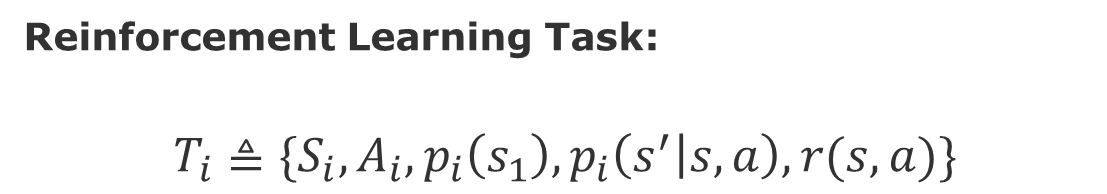 Reinforcement Learning Task:
𝑇ᵢ ≜ {𝑆ᵢ, 𝐴ᵢ, 𝑝ᵢ(𝑠₁), 𝑝ᵢ(𝑠′|𝑠, 𝑎), 𝑟(𝑠, 𝑎)}